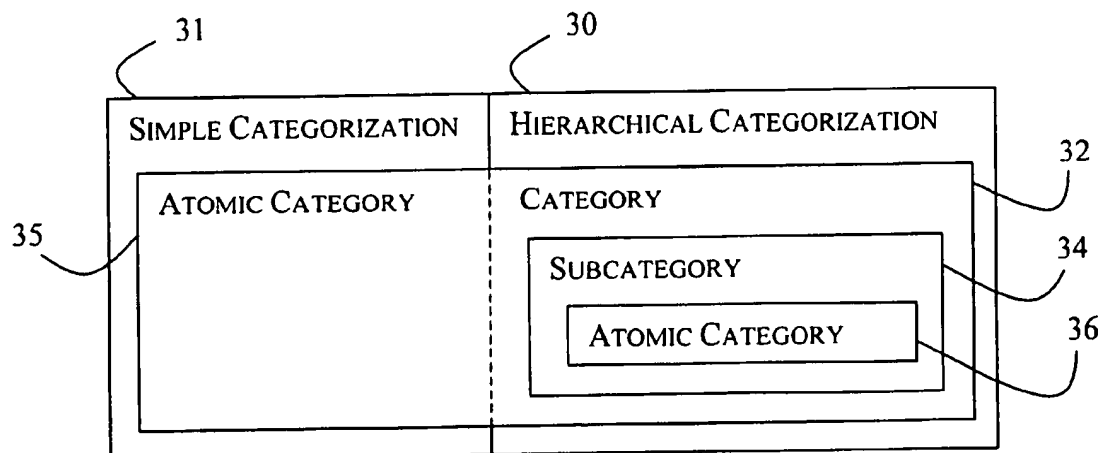 31
30
SIMPLE CATEGORIZATION
HIERARCHICAL CATEGORIZATION
32
ATOMIC CATEGORY
CATEGORY
35
34
SUBCATEGORY
ATOMIC CATEGORY
36